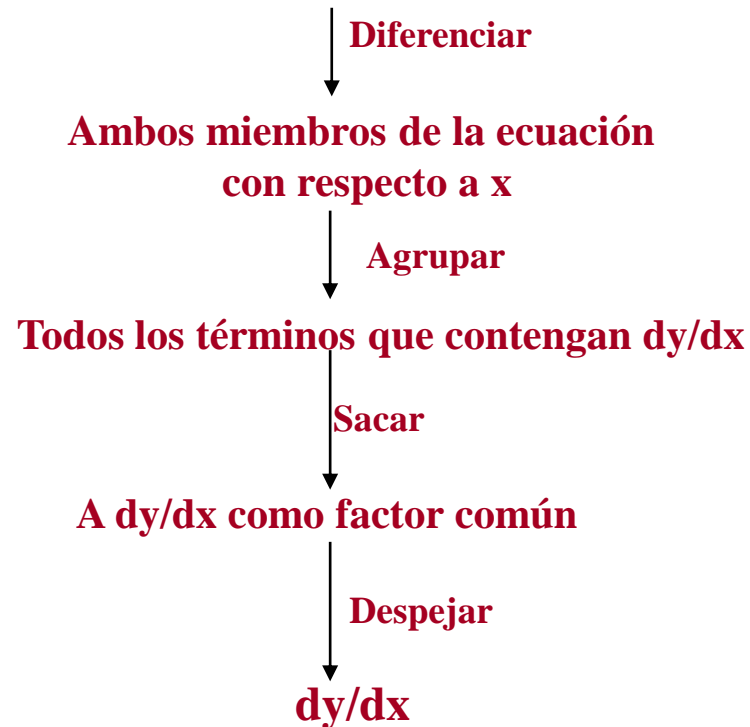 Diferenciar
Ambos miembros de la ecuación
con respecto a x
Agrupar
Todos los términos que contengan dy/dx
Sacar
A dy/dx como factor común
Despejar
dy/dx